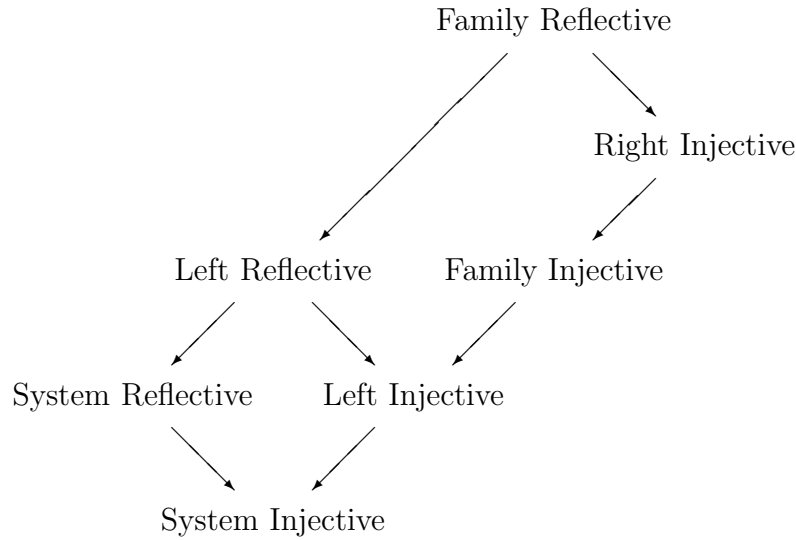 Family Reflective
Right Injective
Left Reflective Family Injective
System Reflective Left Injective
System Injective